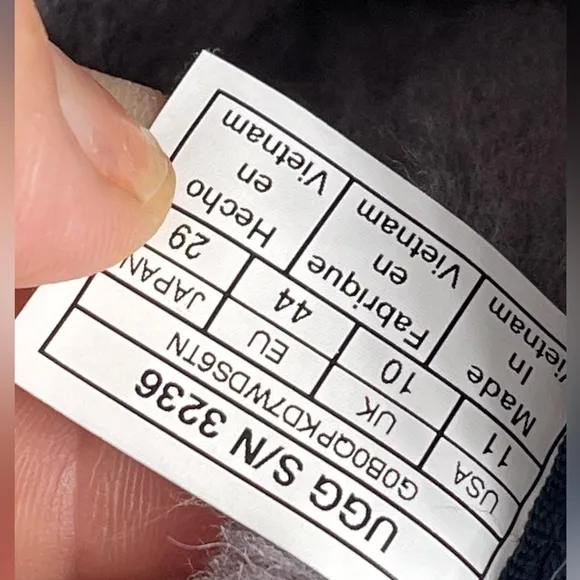 UGG S/N 3236
G0B0QPKD7WDS6TN
USA UK EU JAPAN
11 10 44 29
Made In Vietnam
Fabrique en Vietnam
Hecho en Vietnam